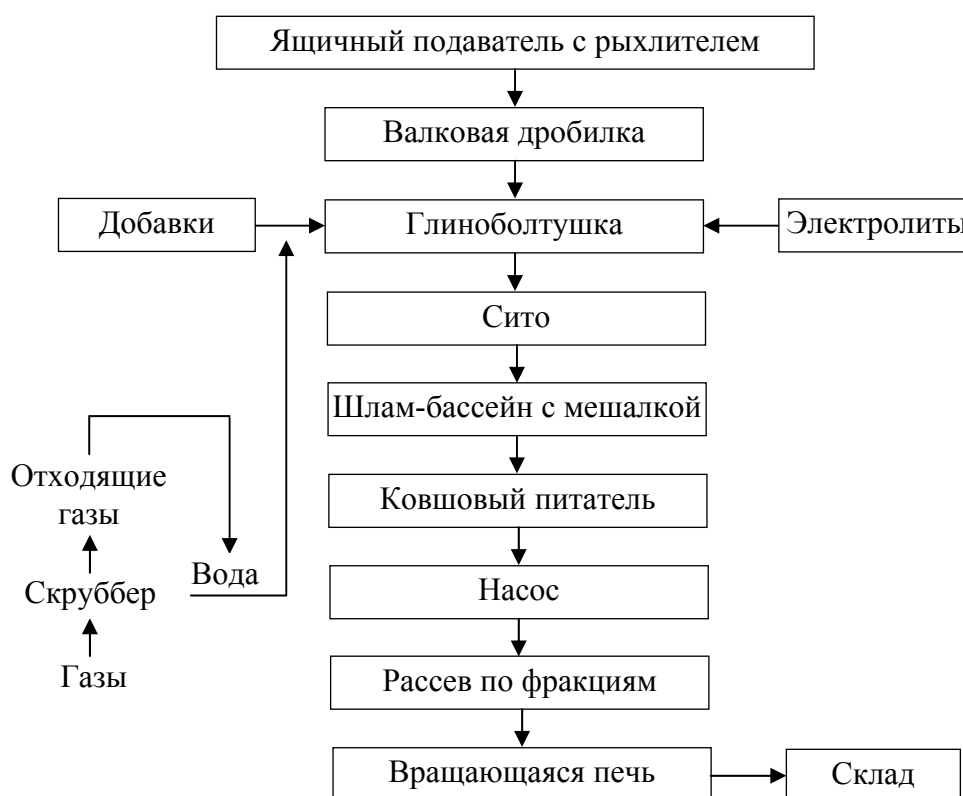 Ящичный подаватель с рыхлителем
Валковая дробилка
Добавки
Глиноболтушка
Электролиты
Сито
Шлам-бассейн с мешалкой
Отходящие
газы
Ковшовый питатель
Вода
Скруббер
Насос
Газы
Рассев по фракциям
Вращающаяся печь
Склад